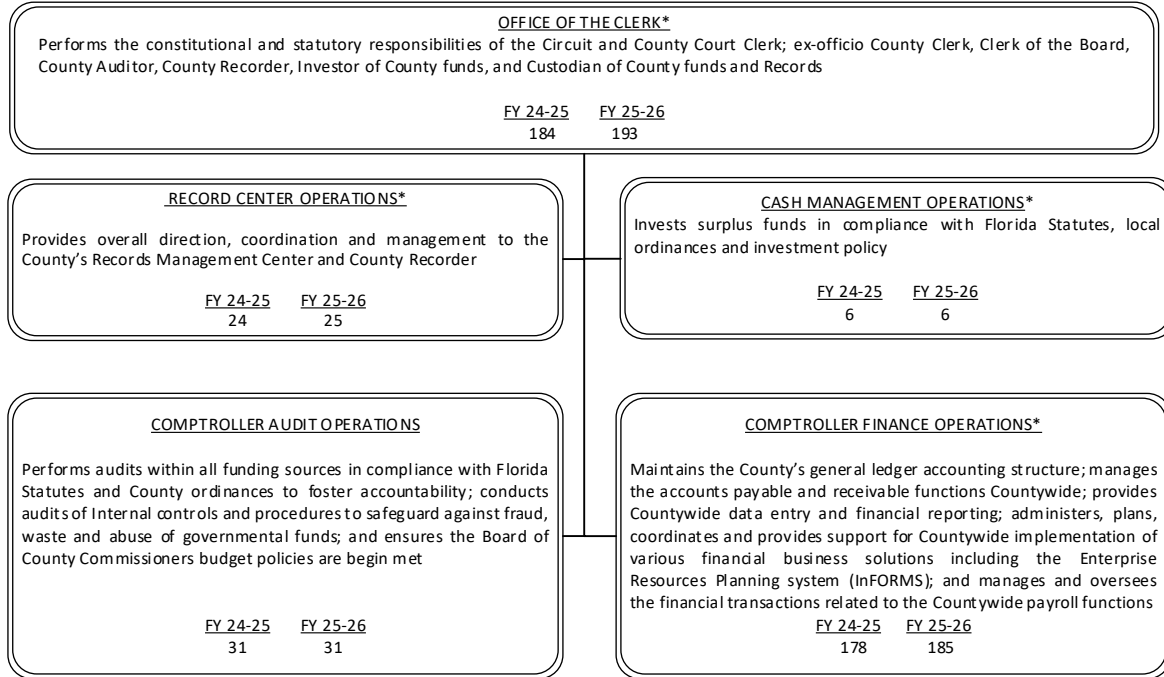 OFFICE OF THE CLERK*
Performs the constitutional and statutory responsibilities of the Circuit and County Court Clerk; ex-officio County Clerk, Clerk of the Board,
County Auditor, County Recorder, Investor of County funds, and Custodian of County funds and Records
FY 24-25 FY 25-26
184 193
RECORD CENTER OPERATIONS*
Provides overall direction, coordination and management to the
County's Records Management Center and County Recorder
FY 24-25 FY 25-26
24 25
CASH MANAGEMENT OPERATIONS*
Invests surplus funds in compliance with Florida Statutes, local
ordinances and investment policy
FY 24-25 FY 25-26
6 6
COMPTROLLER AUDIT OPERATIONS
Performs audits within all funding sources in compliance with Florida
Statutes and County ordinances to foster accountability; conducts
audits of Internal controls and procedures to safeguard against fraud,
waste and abuse of governmental funds; and ensures the Board of
County Commissioners budget policies are begin met
FY 24-25 FY 25-26
31 31
COMPTROLLER FINANCE OPERATIONS*
Maintains the County's general ledger accounting structure; manages
the accounts payable and receivable functions Countywide; provides
Countywide data entry and financial reporting; administers, plans,
coordinates and provides support for Countywide implementation of
various financial business solutions including the Enterprise
Resources Planning system (InFORMS); and manages and oversees
the financial transactions related to the Countywide payroll functions
FY 24-25 FY 25-26
178 185